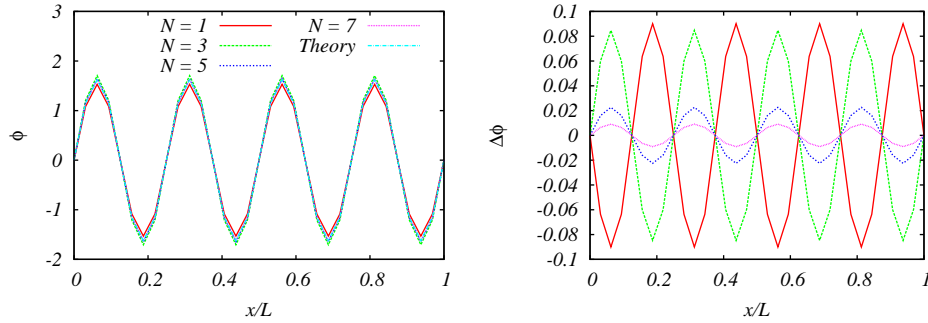 3
2
1
0
-1
-2
ϕ
N = 1
N = 3
N = 5
N = 7
Theory
0 0.2 0.4 0.6 0.8 1
x/L
0.1
0.08
0.06
0.04
0.02
0
-0.02
-0.04
-0.06
-0.08
-0.1
Δϕ
0 0.2 0.4 0.6 0.8 1
x/L